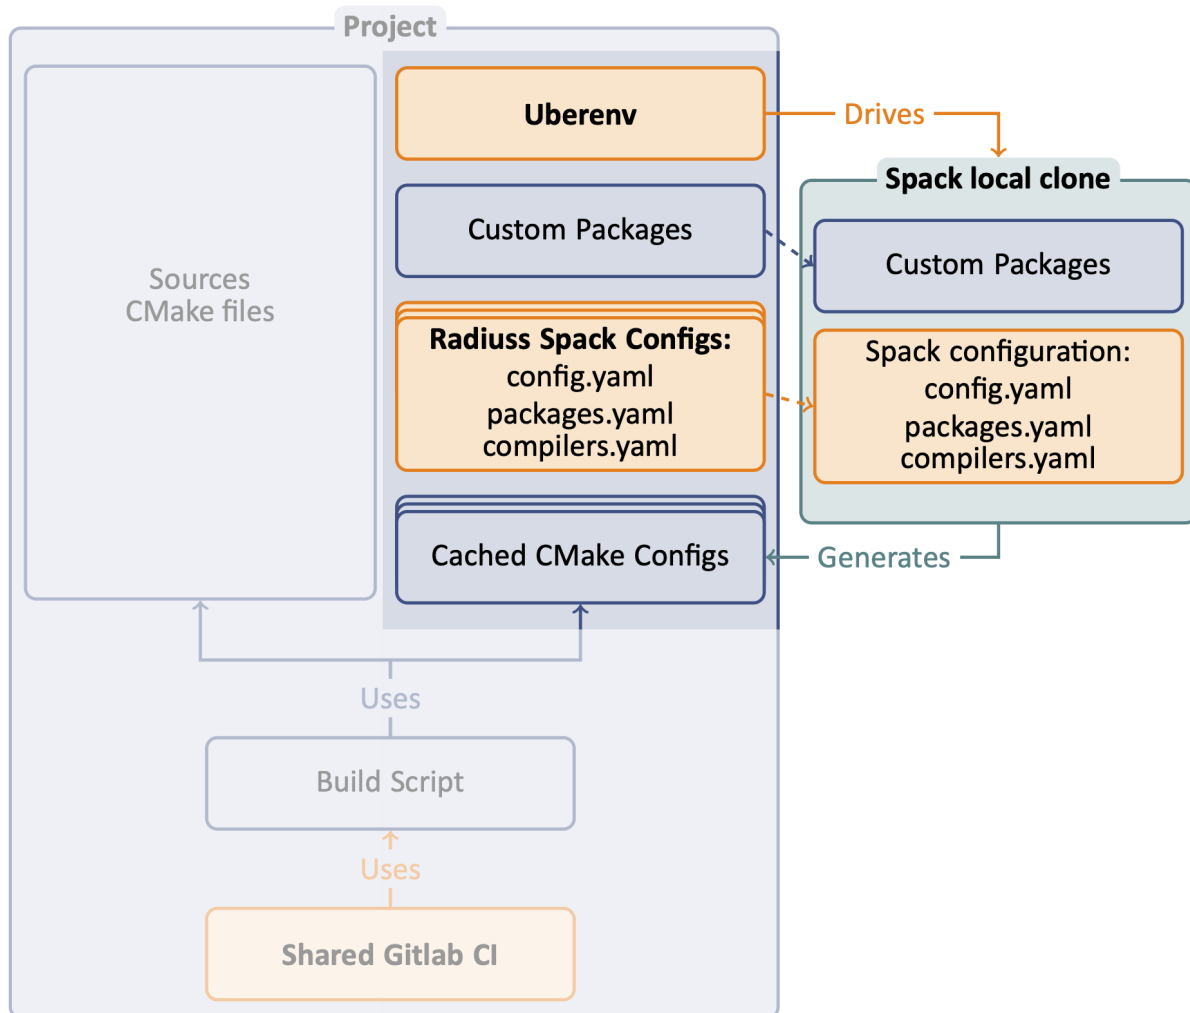 Project
Uberenv
Drives
Spack local clone
Custom Packages
Custom Packages
Sources
CMake files
Radiuss Spack Configs:
config.yaml
packages.yaml
compilers.yaml
Spack configuration:
config.yaml
packages.yaml
compilers.yaml
Cached CMake Configs
Generates
Uses
Build Script
Uses
Shared Gitlab CI